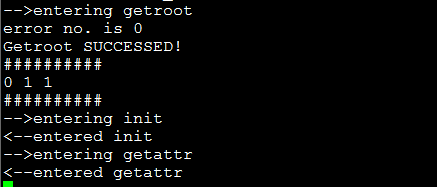 -->entering getroot
error no. is 0
Getroot SUCCESSED!
##########
0 1 1
##########
-->entering init
<--entered init
-->entering getattr
<--entered getattr